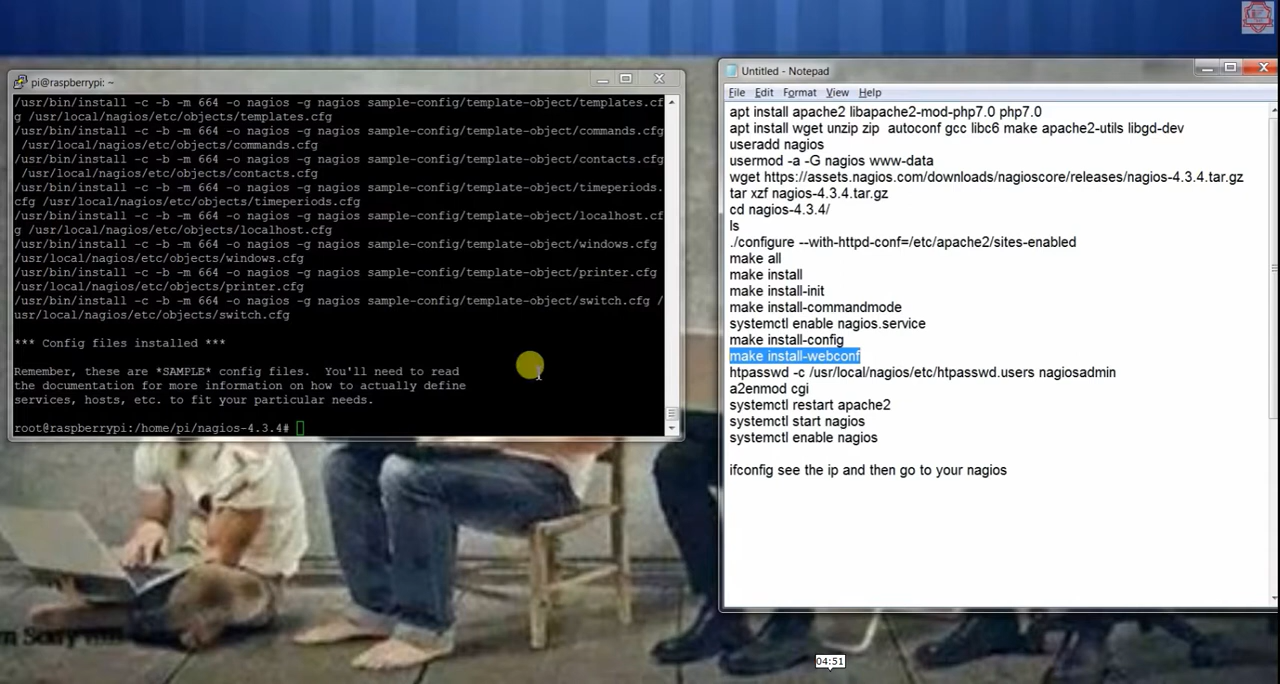 pi@raspberrypi: ~
/usr/bin/install -c -b -m 664 -o nagios -g nagios sample-config/template-object/templates.cf
g /usr/local/nagios/etc/objects/templates.cfg
/usr/bin/install -c -b -m 664 -o nagios -g nagios sample-config/template-object/commands.cfg
/usr/local/nagios/etc/objects/commands.cfg
/usr/bin/install -c -b -m 664 -o nagios -g nagios sample-config/template-object/contacts.cfg
/usr/local/nagios/etc/objects/contacts.cfg
/usr/bin/install -c -b -m 664 -o nagios -g nagios sample-config/template-object/timeperiods.
cfg /usr/local/nagios/etc/objects/timeperiods.cfg
/usr/bin/install -c -b -m 664 -o nagios -g nagios sample-config/template-object/localhost.cf
g /usr/local/nagios/etc/objects/localhost.cfg
/usr/bin/install -c -b -m 664 -o nagios -g nagios sample-config/template-object/windows.cfg
/usr/local/nagios/etc/objects/windows.cfg
/usr/bin/install -c -b -m 664 -o nagios -g nagios sample-config/template-object/printer.cfg
/usr/local/nagios/etc/objects/printer.cfg
/usr/bin/install -c -b -m 664 -o nagios -g nagios sample-config/template-object/switch.cfg /
usr/local/nagios/etc/objects/switch.cfg
*** Config files installed ***
Remember, these are *SAMPLE* config files.  You'll need to read
the documentation for more information on how to actually define
services, hosts, etc. to fit your particular needs.
root@raspberrypi:/home/pi/nagios-4.3.4#
Untitled - Notepad
File Edit Format View Help
apt install apache2 libapache2-mod-php7.0 php7.0
apt install wget unzip zip  autoconf gcc libc6 make apache2-utils libgd-dev
useradd nagios
usermod -a -G nagios www-data
wget https://assets.nagios.com/downloads/nagioscore/releases/nagios-4.3.4.tar.gz
tar xzf nagios-4.3.4.tar.gz
cd nagios-4.3.4/
ls
./configure --with-httpd-conf=/etc/apache2/sites-enabled
make all
make install
make install-init
make install-commandmode
systemctl enable nagios.service
make install-config
make install-webconf
htpasswd -c /usr/local/nagios/etc/htpasswd.users nagiosadmin
a2enmod cgi
systemctl restart apache2
systemctl start nagios
systemctl enable nagios
ifconfig see the ip and then go to your nagios
04:51